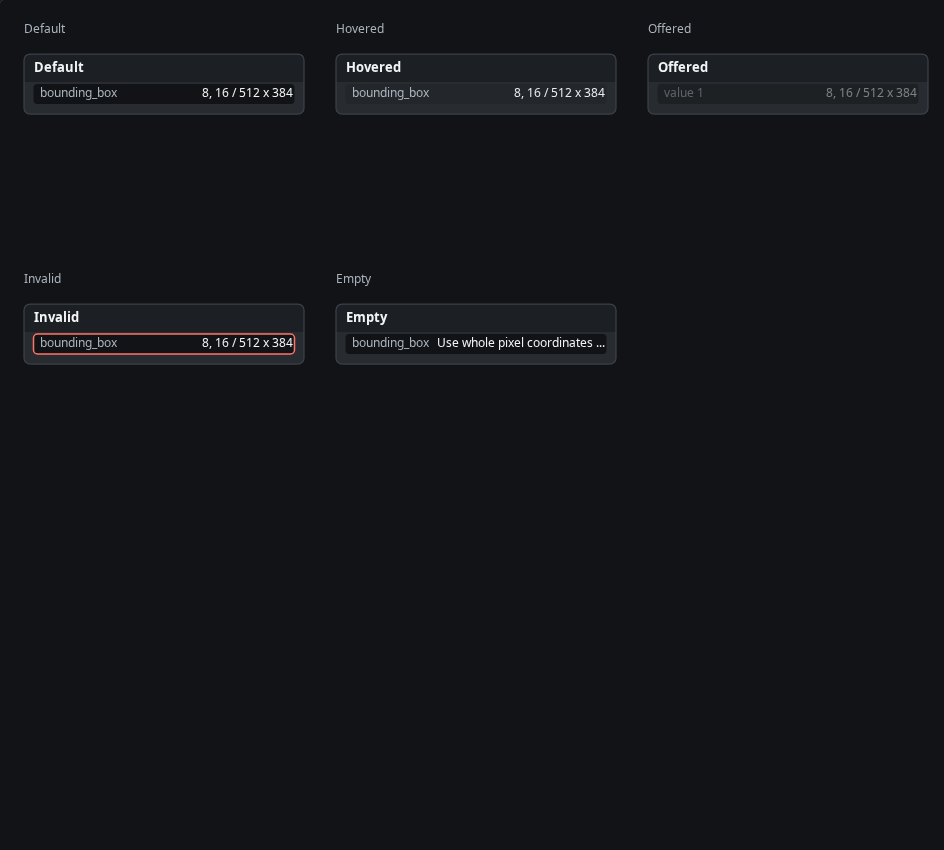 Default
Hovered
Offered
Default
Hovered
Offered
bounding_box 8, 16 / 512 x 384
bounding_box 8, 16 / 512 x 384
value 1 8, 16 / 512 x 384
Invalid
Empty
Invalid
Empty
bounding_box 8, 16 / 512 x 384
bounding_box Use whole pixel coordinates ...